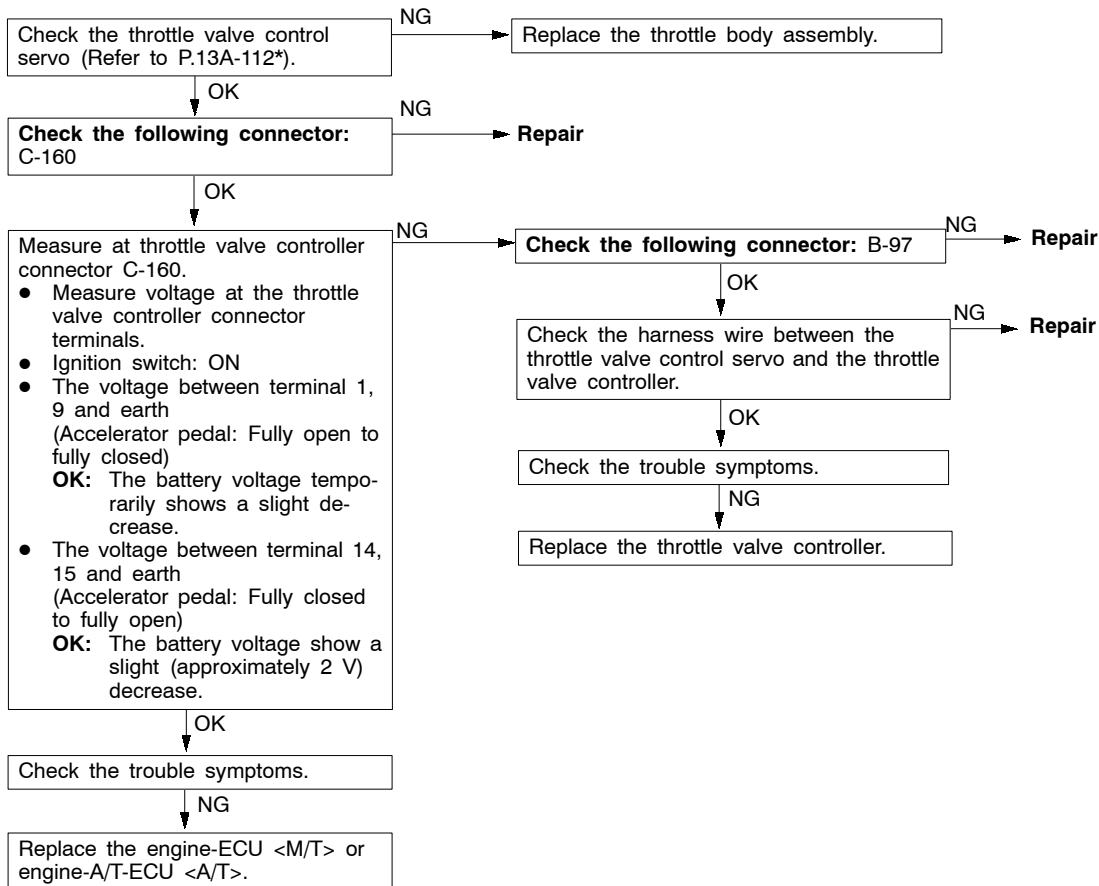 Check the throttle valve control
servo (Refer to P.13A-112*).
NG
Replace the throttle body assembly.
OK
Check the following connector:
C-160
NG
Repair
OK
Measure at throttle valve controller
connector C-160.
● Measure voltage at the throttle
valve controller connector
terminals.
● Ignition switch: ON
● The voltage between terminal 1,
9 and earth
(Accelerator pedal: Fully open to
fully closed)
OK: The battery voltage tempo-
rarily shows a slight de-
crease.
● The voltage between terminal 14,
15 and earth
(Accelerator pedal: Fully closed
to fully open)
OK: The battery voltage show a
slight (approximately 2 V)
decrease.
NG
Check the following connector: B-97
NG
Repair
OK
Check the harness wire between the
throttle valve control servo and the throttle
valve controller.
NG
Repair
OK
Check the trouble symptoms.
NG
Replace the throttle valve controller.
OK
Check the trouble symptoms.
NG
Replace the engine-ECU <M/T> or
engine-A/T-ECU <A/T>.